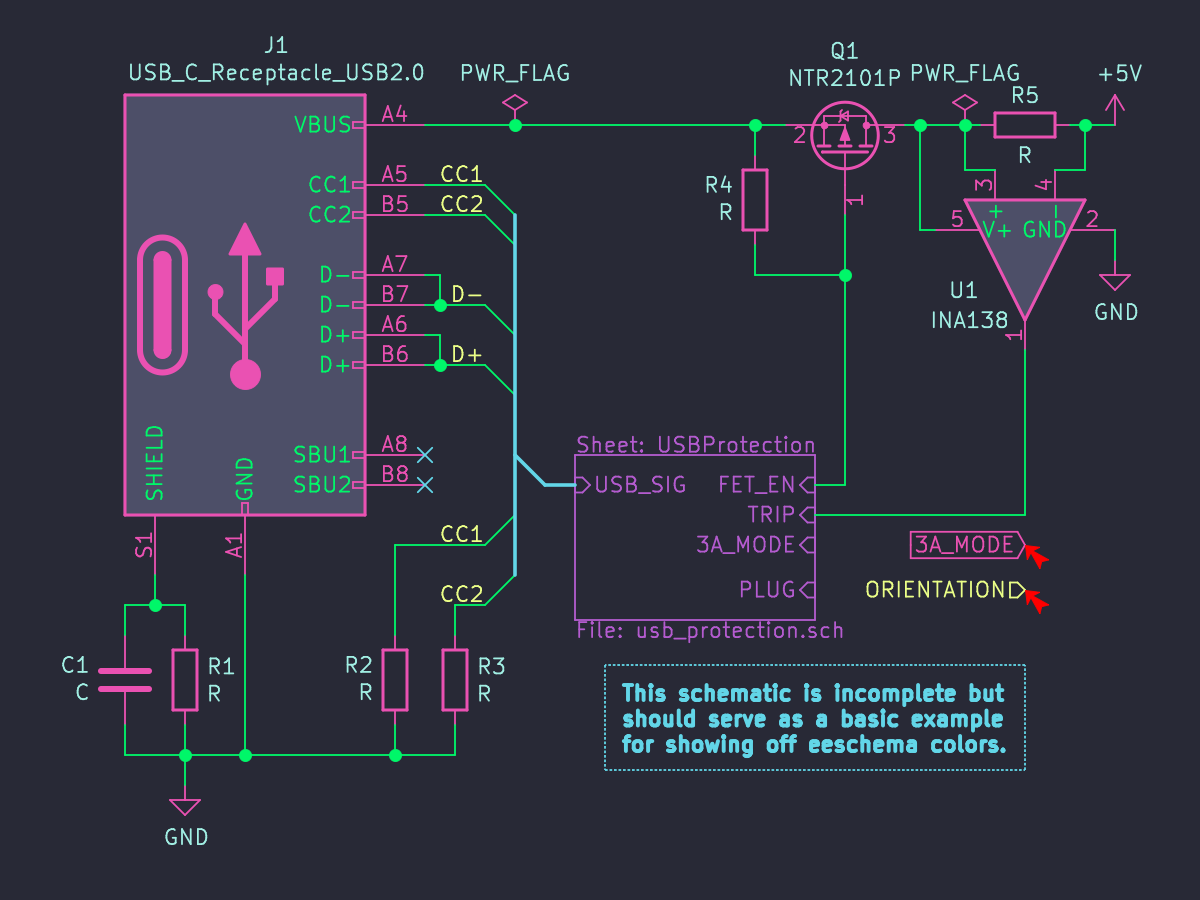 J1
USB_C_Receptacle_USB2.0
PWR_FLAG
Q1
NTR2101P
PWR_FLAG
+5V
R5
R
VBUS
A4
2
3
1
CC1
A5
CC1
CC2
B5
CC2
R4
R
3
4
+
−
5
V+
GND
2
D−
A7
D−
B7
D−
D+
A6
D+
B6
D+
U1
INA138
1
GND
SHIELD
GND
SBU1
A8
SBU2
B8
Sheet: USBProtection
USB_SIG
FET_EN
TRIP
3A_MODE
PLUG
File: usb_protection.sch
3A_MODE
ORIENTATION
S1
A1
CC1
CC2
C1
C
R1
R
R2
R
R3
R
This schematic is incomplete but
should serve as a basic example
for showing off eeschema colors.
GND